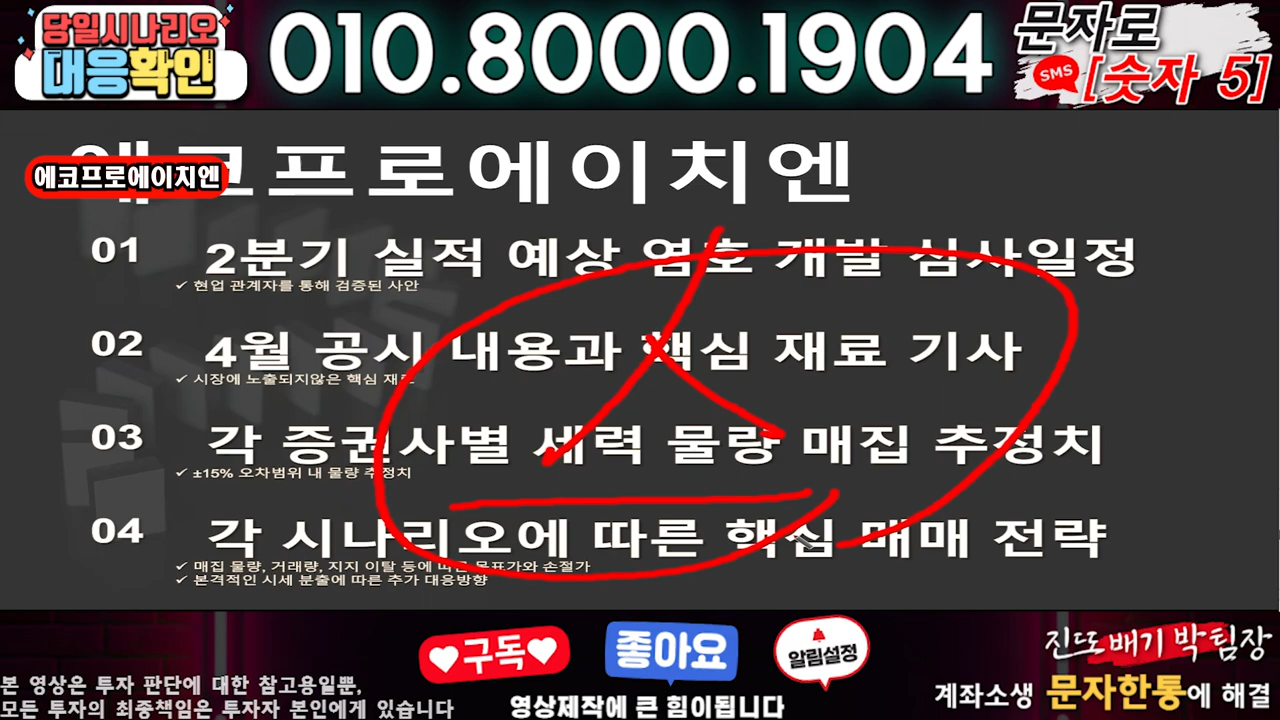 당일시나리오
대응확인
010.8000.1904
문자로
SMS
[숫자 5]
에코프로에이치엔
에코프로에이치엔
01 2분기 실적 예상 염호 개발 심사일정
✓ 현업 관계자를 통해 검증된 사안
02 4월 공시 내용과 핵심 재료 기사
✓ 시장에 노출되지않은 핵심 재료
03 각 증권사별 세력 물량 매집 추정치
✓ ±15% 오차범위 내 물량 추정치
04 각 시나리오에 따른 핵심 매매 전략
✓ 매집 물량, 거래량, 지지 이탈 등에 따른 목표가와 손절가
✓ 본격적인 시세 분출에 따른 추가 대응방향
구독
좋아요
알림설정
영상제작에 큰 힘이됩니다
본 영상은 투자 판단에 대한 참고용일뿐,
모든 투자의 최종책임은 투자자 본인에게 있습니다
진또배기 박팀장
계좌소생 문자한통에 해결